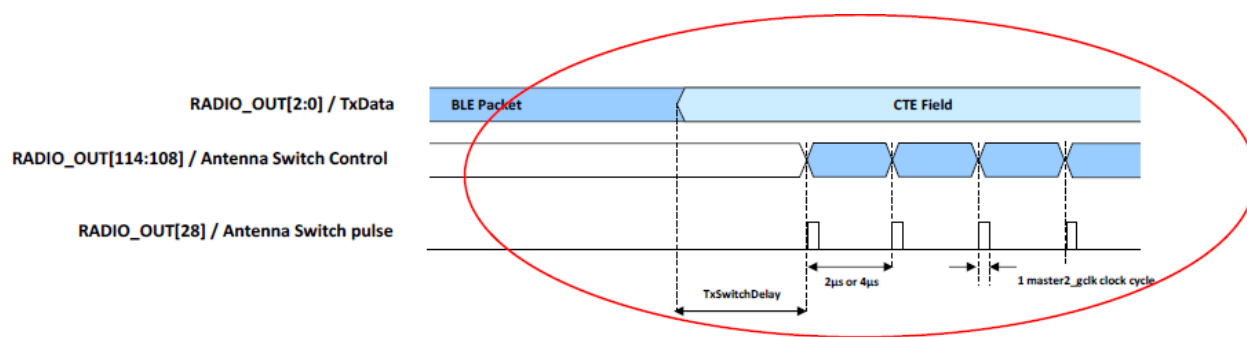 RADIO_OUT[2:0] / TxData
BLE Packet
CTE Field
RADIO_OUT[114:108] / Antenna Switch Control
RADIO_OUT[28] / Antenna Switch pulse
2µs or 4µs
1 master2_gclk clock cycle
TxSwitchDelay